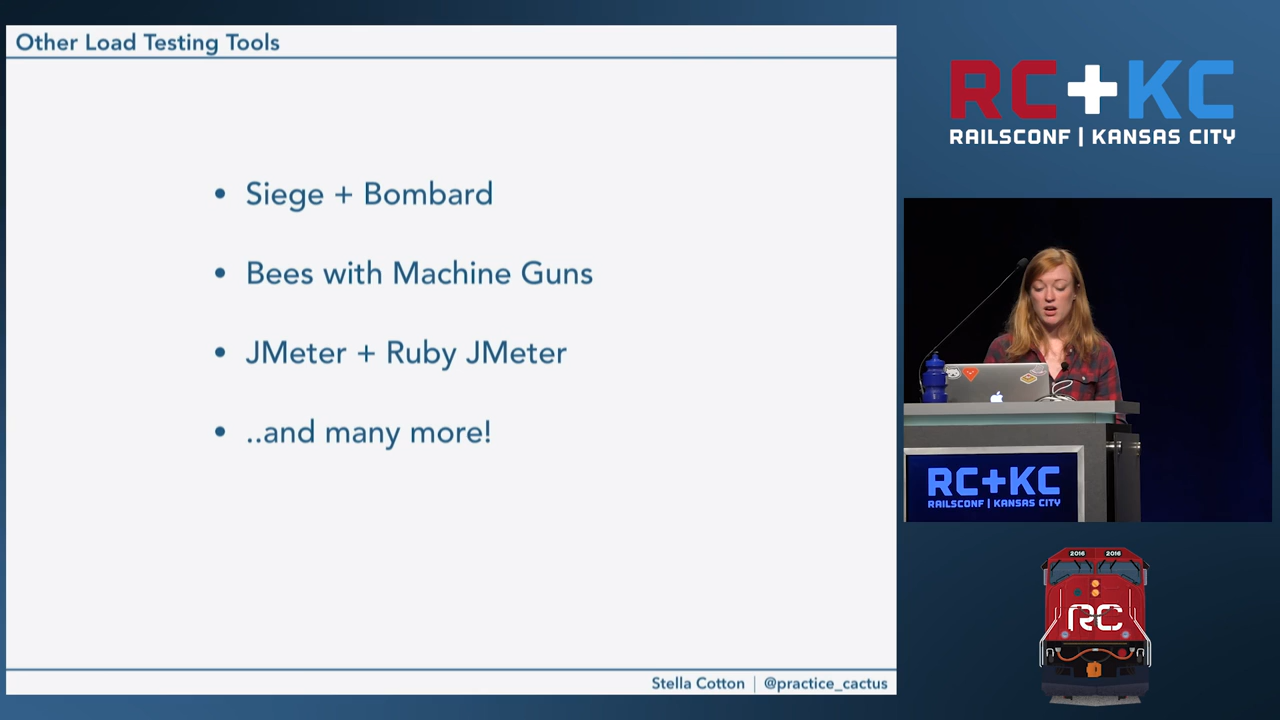 Other Load Testing Tools
• Siege + Bombard
• Bees with Machine Guns
• JMeter + Ruby JMeter
• ..and many more!
Stella Cotton | @practice_cactus
RC+KC
RAILSCONF | KANSAS CITY
RC+KC
RAILSCONF | KANSAS CITY
2016 2016
RC